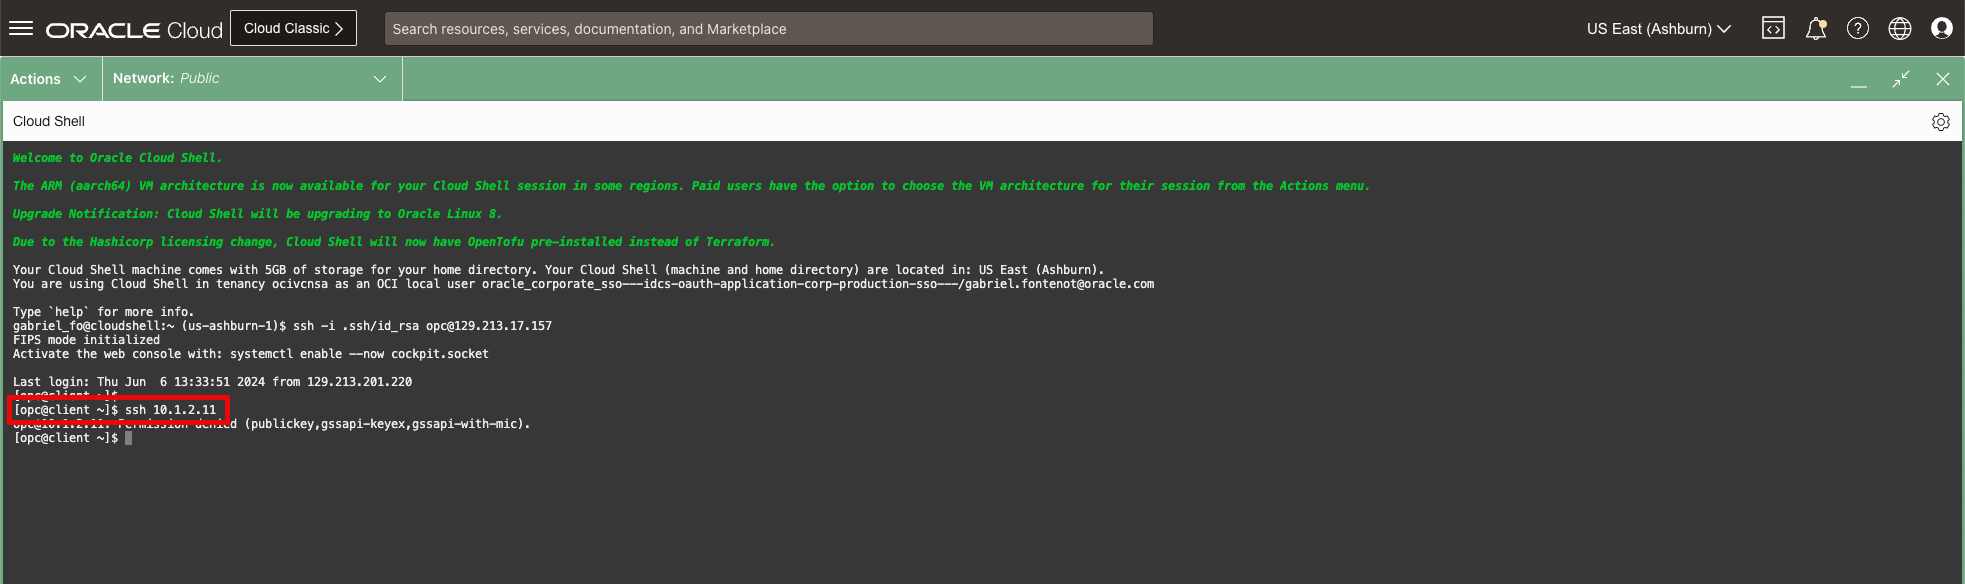 ORACLE Cloud
Cloud Classic
Search resources, services, documentation, and Marketplace
US East (Ashburn)
Actions
Network: Public
Cloud Shell
Welcome to Oracle Cloud Shell.
The ARM (aarch64) VM architecture is now available for your Cloud Shell session in some regions. Paid users have the option to choose the VM architecture for their session from the Actions menu.
Upgrade Notification: Cloud Shell will be upgrading to Oracle Linux 8.
Due to the Hashicorp licensing change, Cloud Shell will now have OpenTofu pre-installed instead of Terraform.
Your Cloud Shell machine comes with 5GB of storage for your home directory. Your Cloud Shell (machine and home directory) are located in: US East (Ashburn).
You are using Cloud Shell in tenancy ocivcnsa as an OCI local user oracle_corporate_sso---idcs-oauth-application-corp-production-sso---/gabriel.fontenot@oracle.com
Type `help` for more info.
gabriel_fo@cloudshell:~ (us-ashburn-1)$ ssh -i .ssh/id_rsa opc@129.213.17.157
FIPS mode initialized
Activate the web console with: systemctl enable --now cockpit.socket
Last login: Thu Jun  6 13:33:51 2024 from 129.213.201.220
[opc@client ~]$
[opc@client ~]$ ssh 10.1.2.11
opc@10.1.2.11: Permission denied (publickey,gssapi-keyex,gssapi-with-mic).
[opc@client ~]$